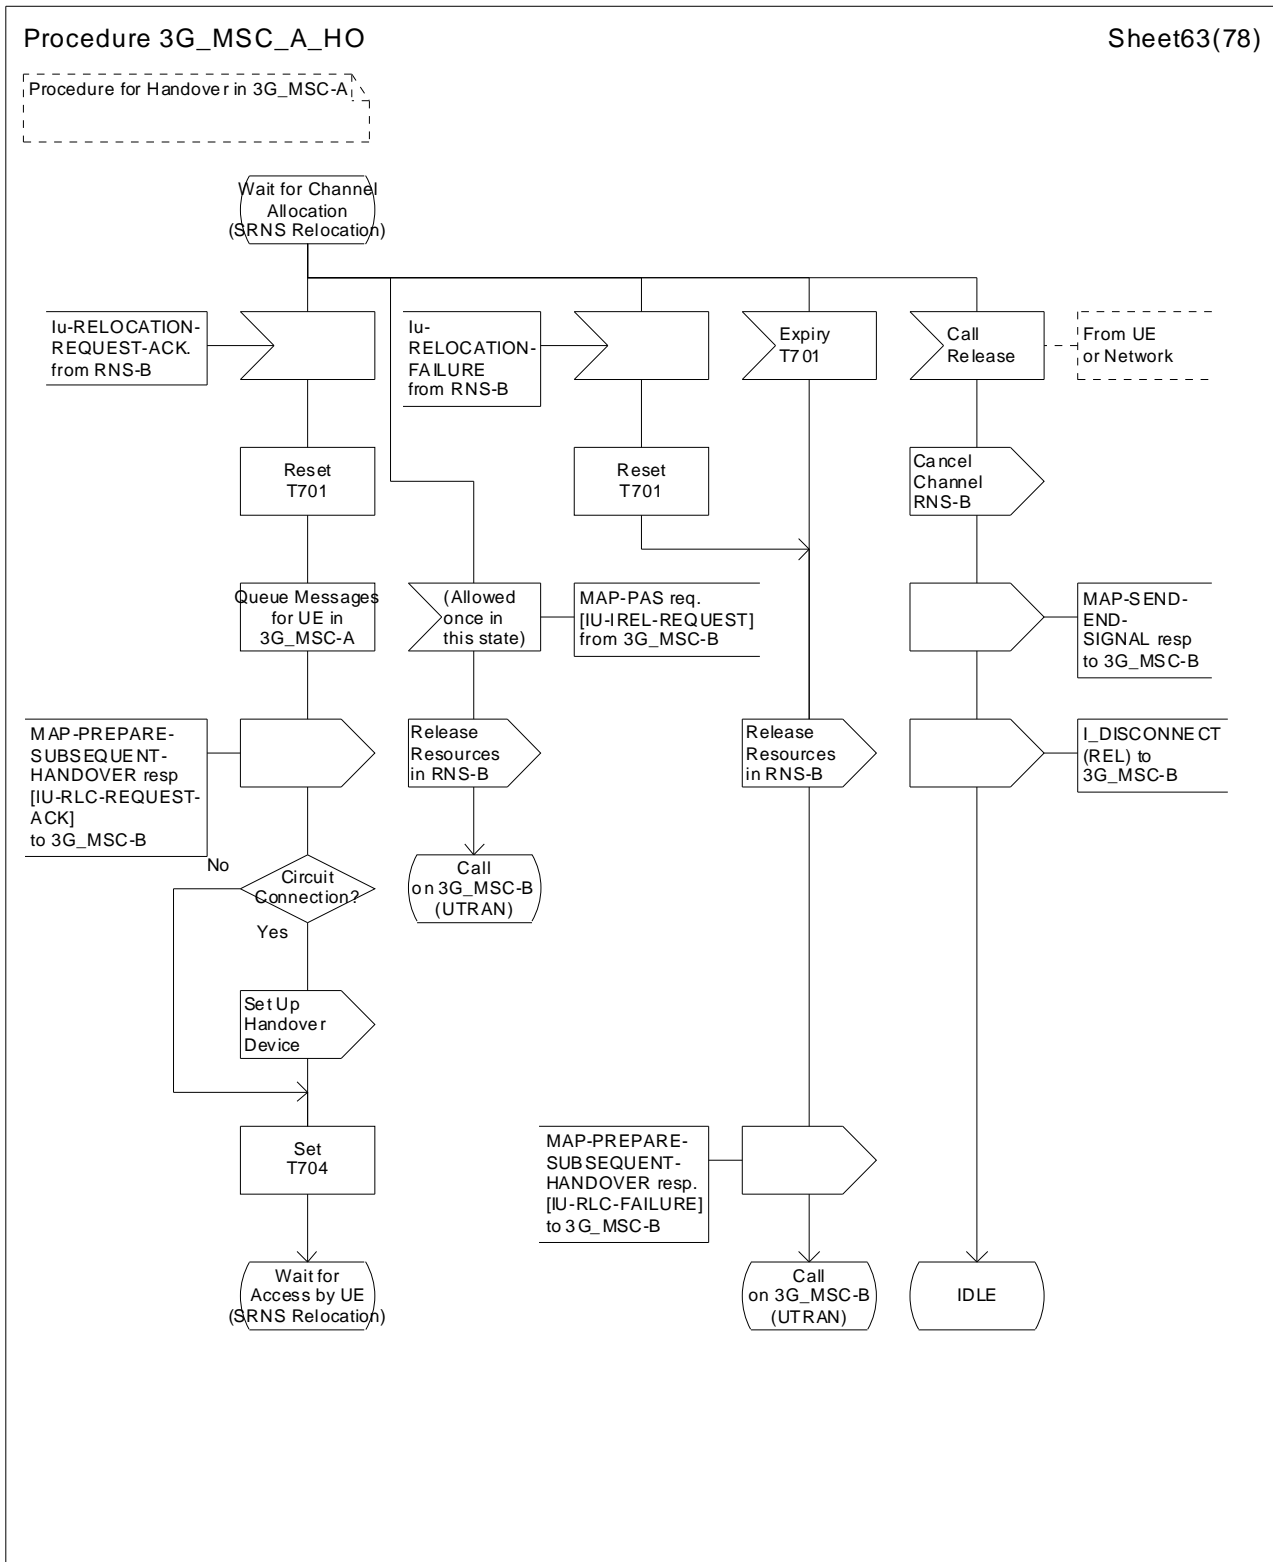 Procedure 3G_MSC_A_HO
Sheet63(78)
Procedure for Handover in 3G_MSC-A
Wait for Channel
Allocation
(SRNS Relocation)
Iu-RELOCATION-
REQUEST-ACK.
from RNS-B
Iu-
RELOCATION-
FAILURE
from RNS-B
Expiry
T701
Call
Release
From UE
or Network
Reset
T701
Reset
T701
Cancel
Channel
RNS-B
Queue Messages
for UE in
3G_MSC-A
(Allowed
once in
this state)
MAP-PAS req.
[IU-IREL-REQUEST]
from 3G_MSC-B
MAP-SEND-
END-
SIGNAL resp
to 3G_MSC-B
MAP-PREPARE-
SUBSEQUENT-
HANDOVER resp
[IU-RLC-REQUEST-
ACK]
to 3G_MSC-B
Release
Resources
in RNS-B
Release
Resources
in RNS-B
I_DISCONNECT
(REL) to
3G_MSC-B
No
Circuit
Connection?
Yes
Call
on 3G_MSC-B
(UTRAN)
Set Up
Handover
Device
Set
T704
MAP-PREPARE-
SUBSEQUENT-
HANDOVER resp.
[IU-RLC-FAILURE]
to 3G_MSC-B
Wait for
Access by UE
(SRNS Relocation)
Call
on 3G_MSC-B
(UTRAN)
IDLE